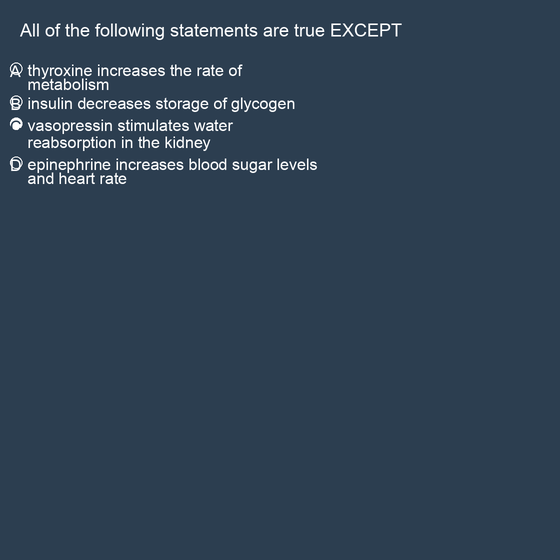 All of the following statements are true EXCEPT
A thyroxine increases the rate of
metabolism
B insulin decreases storage of glycogen
C vasopressin stimulates water
reabsorption in the kidney
D epinephrine increases blood sugar levels
and heart rate